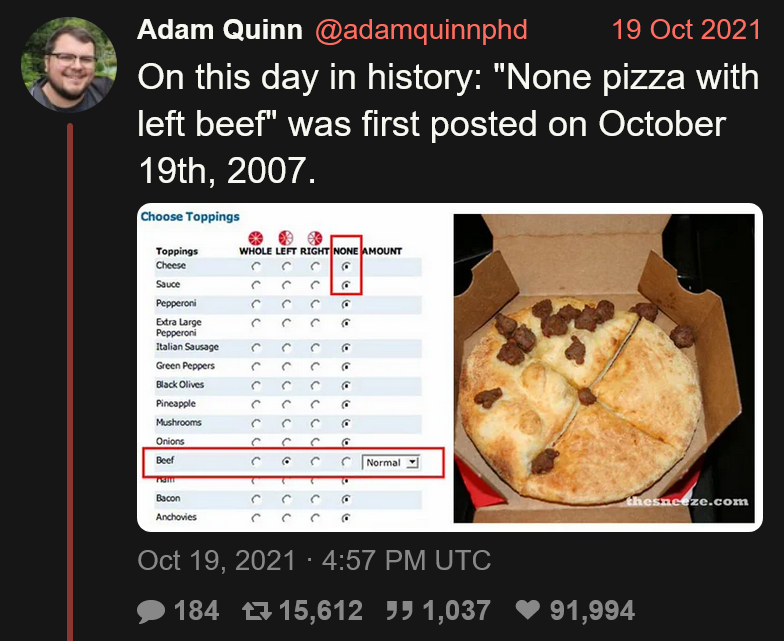 Adam Quinn @adamquinnphd 19 Oct 2021
On this day in history: "None pizza with
left beef" was first posted on October
19th, 2007.
Choose Toppings
Toppings WHOLE LEFT RIGHT NONE AMOUNT
Cheese
Sauce
Pepperoni
Extra Large
Pepperoni
Italian Sausage
Green Peppers
Black Olives
Pineapple
Mushrooms
Onions
Beef Normal
Ham
Bacon
Anchovies
thesneeze.com
Oct 19, 2021 · 4:57 PM UTC
184 15,612 1,037 91,994